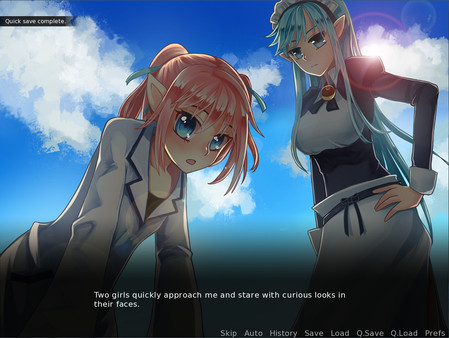 Quick save complete.
Two girls quickly approach me and stare with curious looks in
their faces.
Skip Auto History Save Load Q.Save Q.Load Prefs